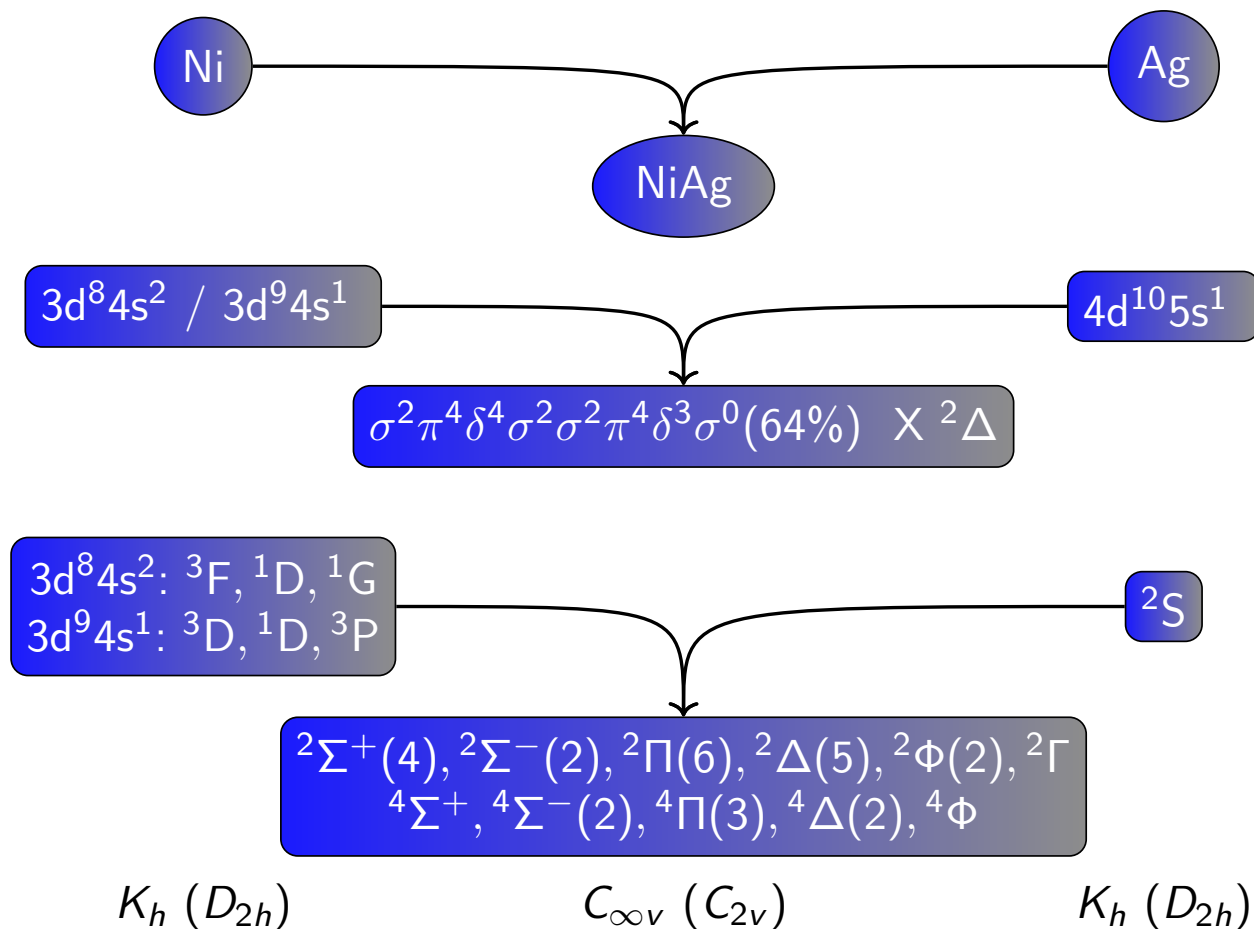 Ni
Ag
NiAg
3d⁸4s² / 3d⁹4s¹
4d¹⁰5s¹
σ²π⁴δ⁴σ²σ²π⁴δ³σ⁰(64%) X ²Δ
3d⁸4s²: ³F, ¹D, ¹G
3d⁹4s¹: ³D, ¹D, ³P
²S
²Σ⁺(4), ²Σ⁻(2), ²Π(6), ²Δ(5), ²Φ(2), ²Γ
⁴Σ⁺, ⁴Σ⁻(2), ⁴Π(3), ⁴Δ(2), ⁴Φ
Kₕ (D₂ₕ)
C∞ᵥ (C₂ᵥ)
Kₕ (D₂ₕ)